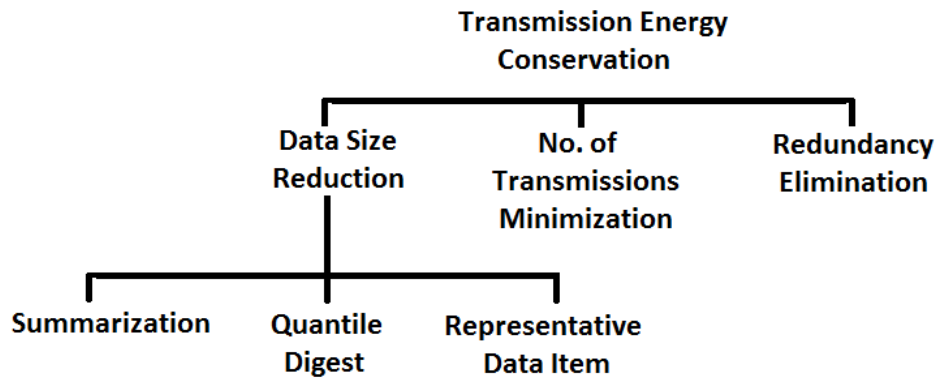 Transmission Energy
Conservation
Data Size
Reduction
No. of
Transmissions
Minimization
Redundancy
Elimination
Summarization
Quantile
Digest
Representative
Data Item